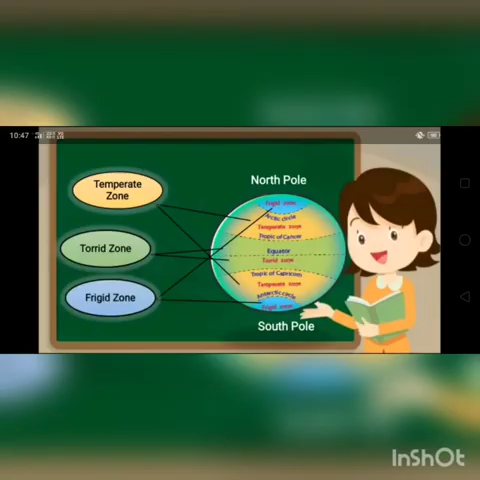 10:47
Temperate
Zone
Torrid Zone
Frigid Zone
North Pole
Frigid zone
Arctic circle
Temperate zone
Tropic of Cancer
Equator
Torrid zone
Tropic of Capricorn
Temperate zone
Antarctic circle
Frigid zone
South Pole
InShOt